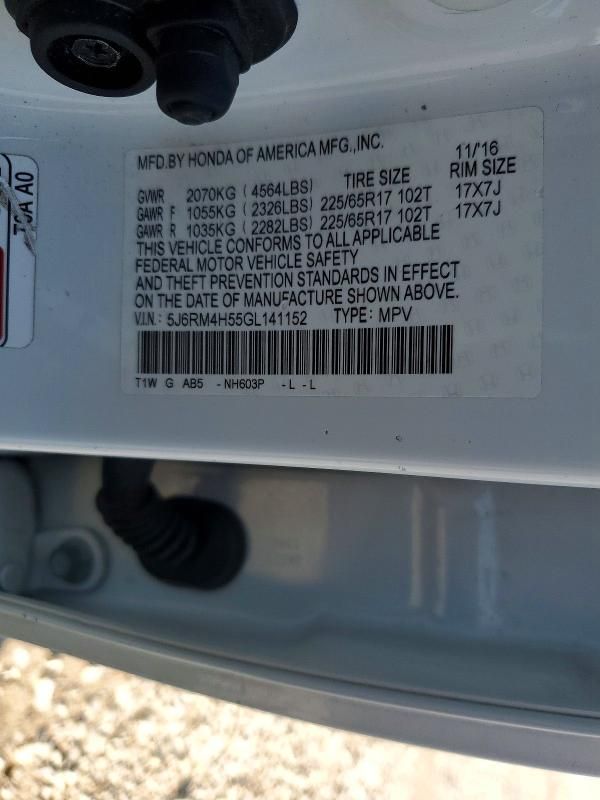 MFD.BY HONDA OF AMERICA MFG.,INC. 11/'16
TIRE SIZE RIM SIZE
GVWR 2070KG (4564LBS)
GAWR F 1055KG (2326LBS) 225/65R17 102T 17X7J
GAWR R 1035KG (2282LBS) 225/65R17 102T 17X7J
THIS VEHICLE CONFORMS TO ALL APPLICABLE
FEDERAL MOTOR VEHICLE SAFETY
AND THEFT PREVENTION STANDARDS IN EFFECT
ON THE DATE OF MANUFACTURE SHOWN ABOVE.
V.I.N.: 5J6RM4H55GL141152 TYPE: MPV
T1W G AB5 - NH603P - L - L
A0